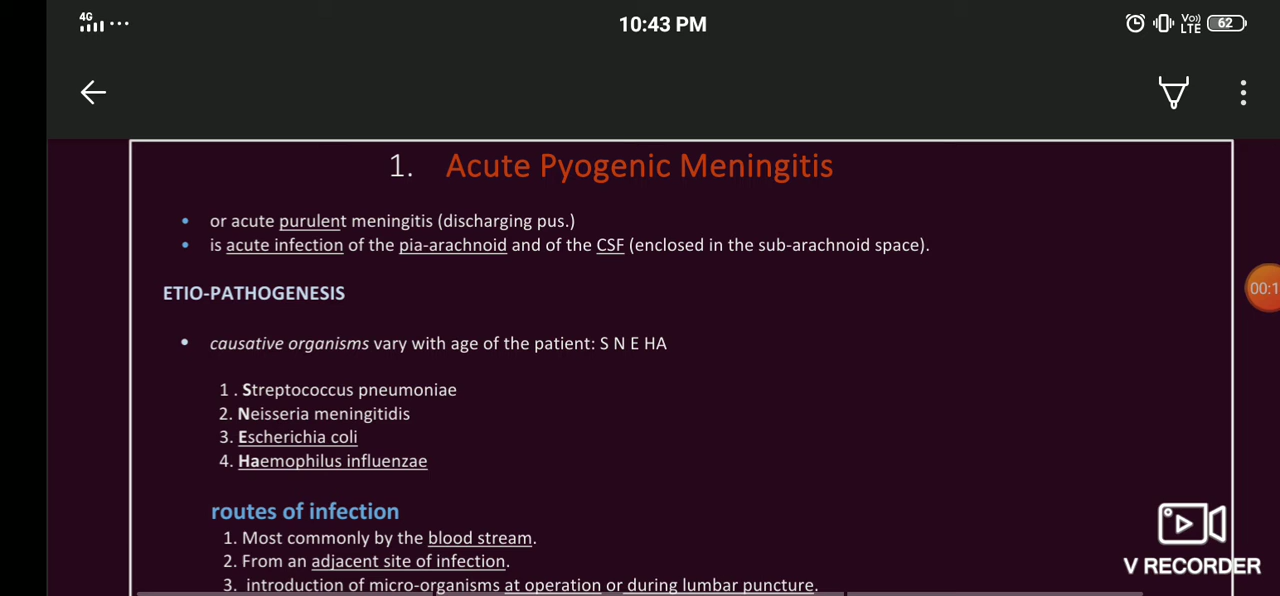 4G
10:43 PM
Vo))
LTE
62
1. Acute Pyogenic Meningitis
• or acute purulent meningitis (discharging pus.)
• is acute infection of the pia-arachnoid and of the CSF (enclosed in the sub-arachnoid space).
ETIO-PATHOGENESIS
• causative organisms vary with age of the patient: S N E HA
1 . Streptococcus pneumoniae
2. Neisseria meningitidis
3. Escherichia coli
4. Haemophilus influenzae
routes of infection
1. Most commonly by the blood stream.
2. From an adjacent site of infection.
3. introduction of micro-organisms at operation or during lumbar puncture.
00:1
V RECORDER